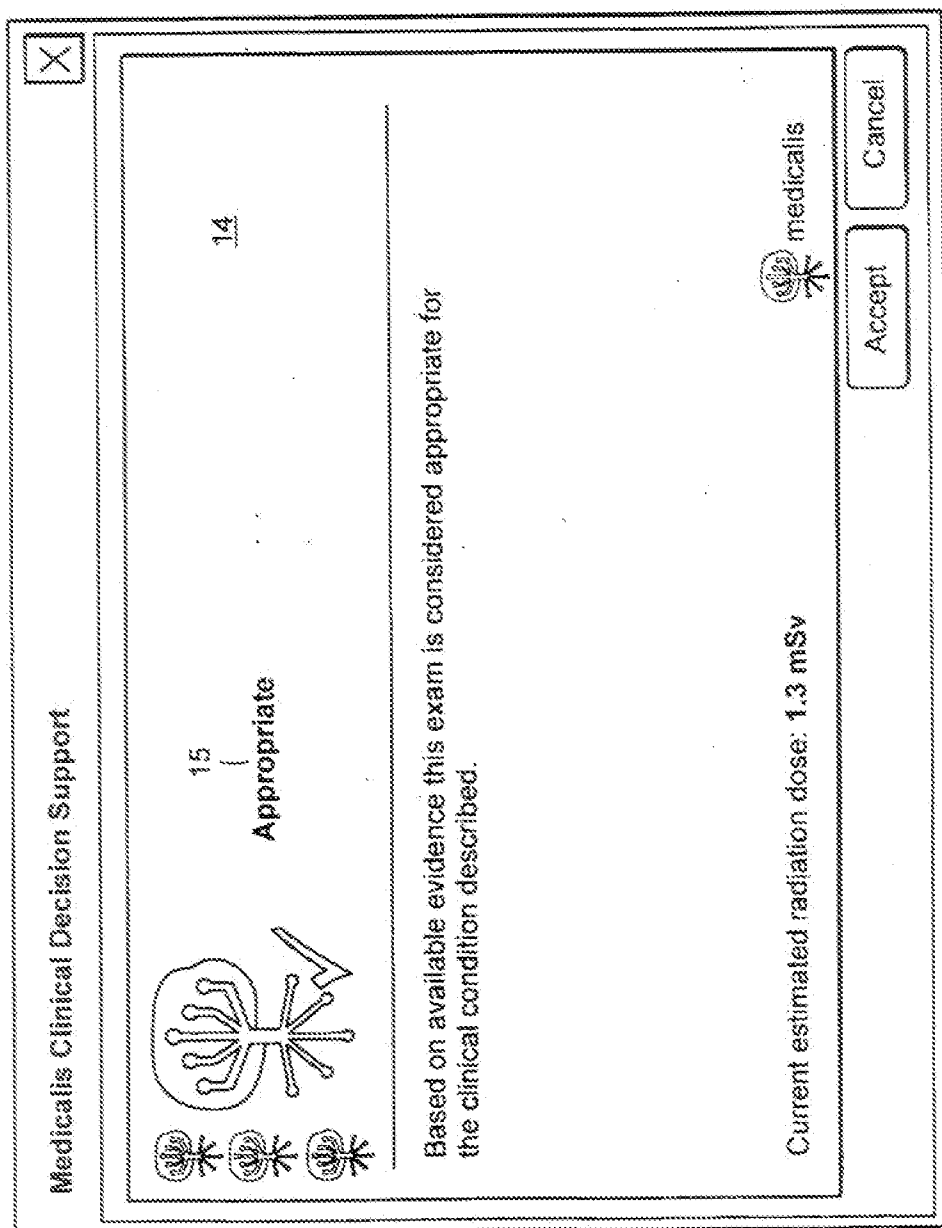 Medicalis Clinical Decision Support
14
15
Appropriate
Based on available evidence this exam is considered appropriate for
the clinical condition described.
Current estimated radiation dose: 1.3 mSv
medicalis
Accept
Cancel